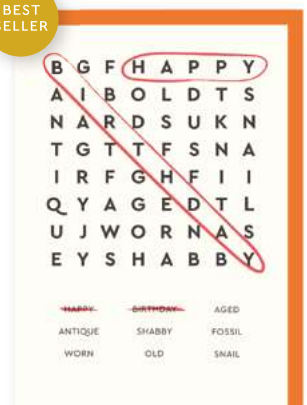 BEST
SELLER
B G F H A P P Y
A I B O L D T S
N A R D S U K N
T G T T F S N A
I R F G H F I I
Q Y A G E D T L
U J W O R N A S
E Y S H A B B Y
HAPPY BIRTHDAY AGED
ANTIQUE SHABBY FOSSIL
WORN OLD SNAIL